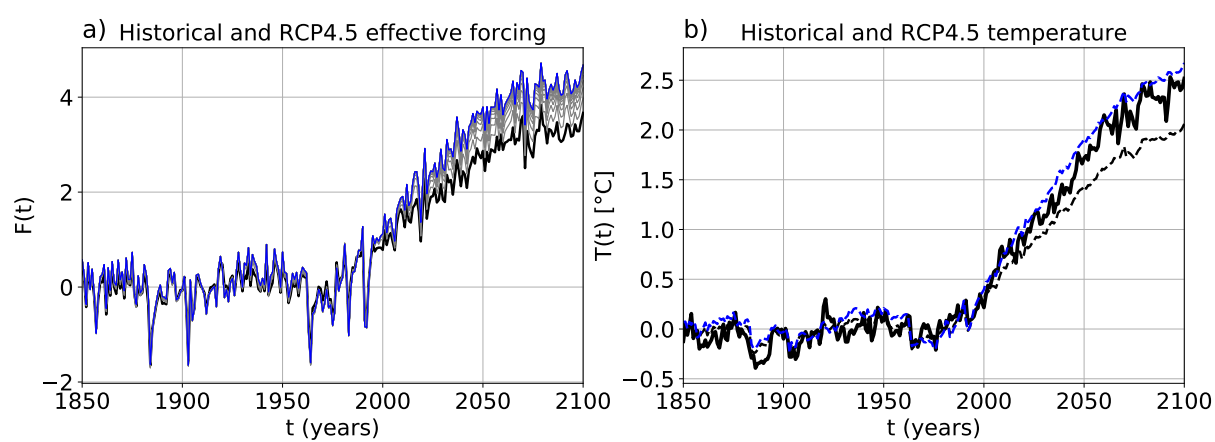 a) Historical and RCP4.5 effective forcing
F(t)
4
2
0
−2
1850 1900 1950 2000 2050 2100
t (years)
b) Historical and RCP4.5 temperature
T(t) [°C]
2.5
2.0
1.5
1.0
0.5
0.0
−0.5
1850 1900 1950 2000 2050 2100
t (years)